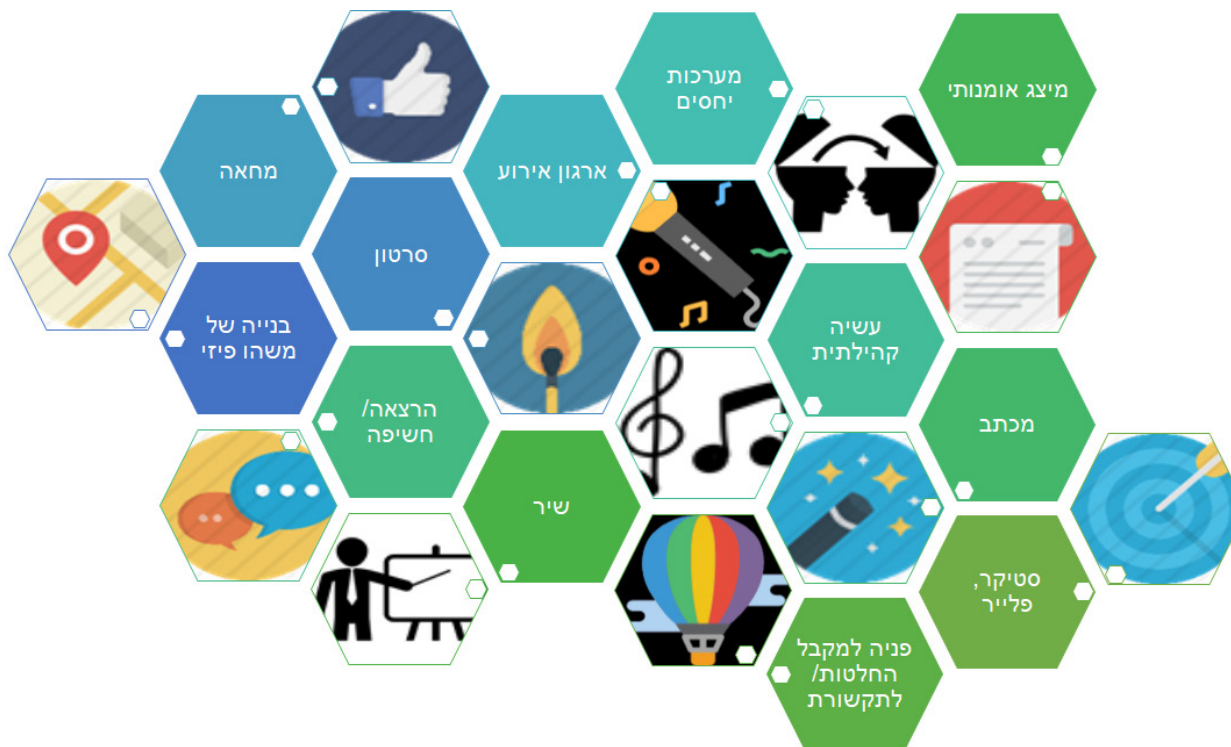 מערכות
יחסים
מיצג אומנותי
מחאה
ארגון אירוע
סרטון
בנייה של
משהו פיזי
עשיה
קהילתית
הרצאה/
חשיפה
מכתב
שיר
סטיקר,
פלייר
פניה למקבל
החלטות/
לתקשורת